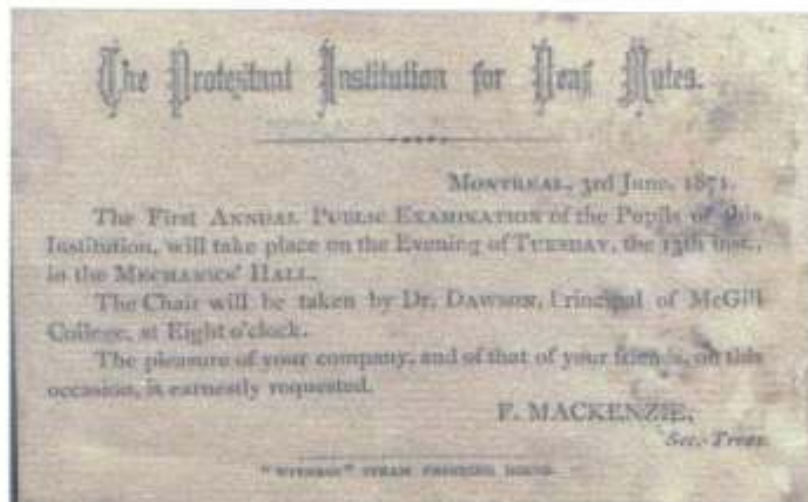 The Protestant Institution for Deaf Mutes.
MONTREAL, 3rd June, 1871.
The First ANNUAL PUBLIC EXAMINATION of the Pupils of this
Institution, will take place on the Evening of TUESDAY, the 13th inst.,
in the MECHANICS' HALL.
The Chair will be taken by Dr. DAWSON, Principal of McGill
College, at Eight o'clock.
The pleasure of your company, and of that of your friends, on this
occasion, is earnestly requested.
F. MACKENZIE,
Sec.-Treas.
"WITNESS" STEAM PRINTING HOUSE